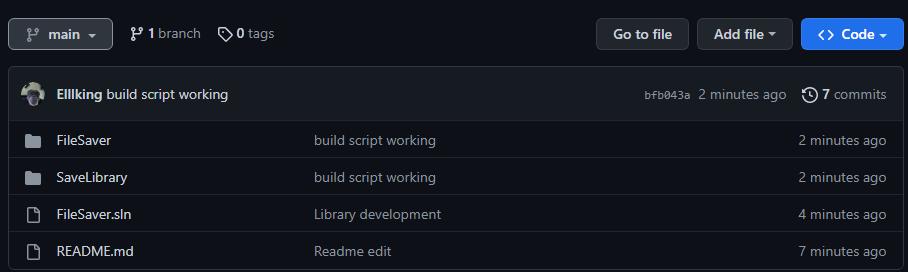 main 1 branch 0 tags Go to file Add file Code
Elllking build script working bfb043a 2 minutes ago 7 commits
FileSaver build script working 2 minutes ago
SaveLibrary build script working 2 minutes ago
FileSaver.sln Library development 4 minutes ago
README.md Readme edit 7 minutes ago